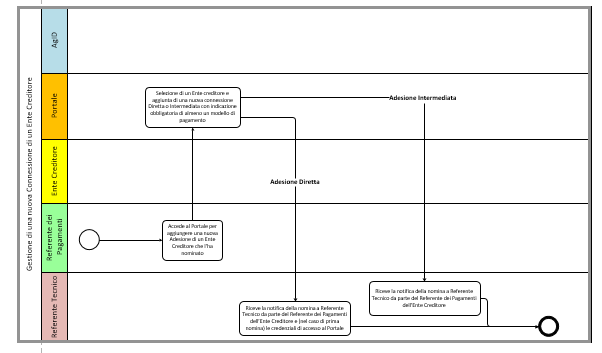 Gestione di una nuova Connessione di un Ente Creditore
AgID
Portale
Ente Creditore
Referente dei
Pagamenti
Referente Tecnico
Selezione di un Ente creditore e
aggiunta di una nuova connessione
Diretta o Intermediata con indicazione
obbligatoria di almeno un modello di
pagamento
Adesione Intermediata
Adesione Diretta
Accede al Portale per
aggiungere una nuova
Adesione di un Ente
Creditore che l'ha
nominato
Riceve la notifica della nomina a Referente
Tecnico da parte del Referente dei Pagamenti
dell'Ente Creditore
Riceve la notifica della nomina a Referente
Tecnico da parte del Referente dei Pagamenti
dell'Ente Creditore e (nel caso di prima
nomina) le credenziali di accesso al Portale